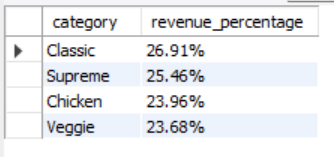 category revenue_percentage
Classic 26.91%
Supreme 25.46%
Chicken 23.96%
Veggie 23.68%